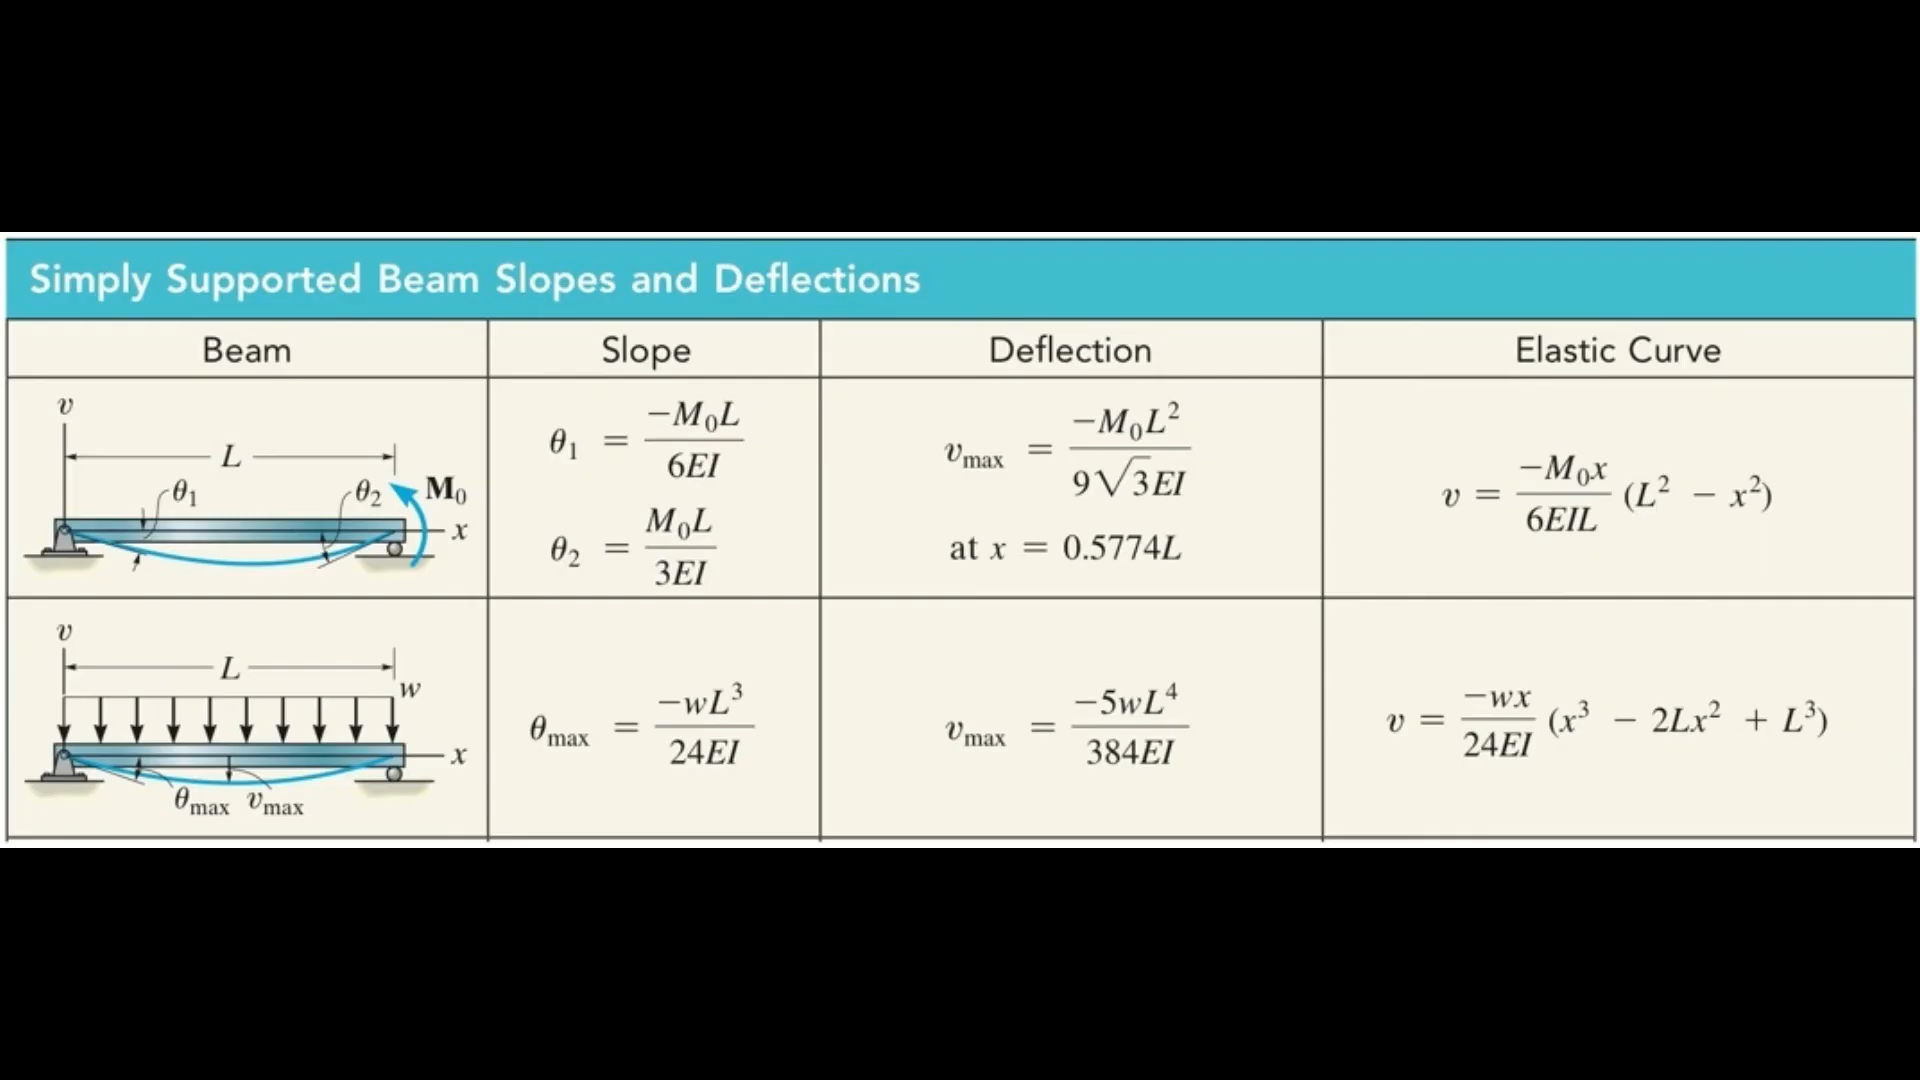 Simply Supported Beam Slopes and Deflections
Beam
Slope
Deflection
Elastic Curve
v
L
θ₁
θ₂
M₀
x
θ₁ = −M₀L / 6EI
θ₂ = M₀L / 3EI
vₘₐₓ = −M₀L² / 9√3EI
at x = 0.5774L
v = −M₀x / 6EIL (L² − x²)
v
L
w
x
θmax
vmax
θmax = −wL³ / 24EI
vmax = −5wL⁴ / 384EI
v = −wx / 24EI (x³ − 2Lx² + L³)